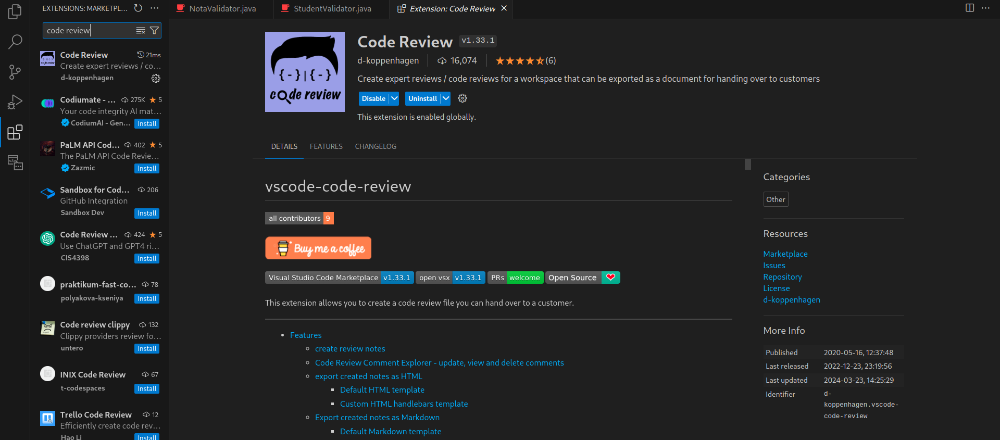 EXTENSIONS: MARKETPL...
code review
Code Review 21ms
Create expert reviews / co...
d-koppenhagen
Codiumate - ... 275K 5
Your code integrity AI mat...
CodiumAI - Gen... Install
PaLM API Cod... 402 5
The PaLM API Code Revie...
Zazmic Install
Sandbox for Cod... 206
GitHub Integration
Sandbox Dev Install
Code Review ... 424 5
Use ChatGPT and GPT4 ri...
CIS4398 Install
praktikum-fast-co... 78
polyakova-kseniya Install
Code review clippy 132
Clippy providers review fo...
untero Install
INIX Code Review 67
t-codespaces Install
Trello Code Review 12
Efficiently create code rev...
Hao Li Install
NotaValidator.java StudentValidator.java Extension: Code Review
{-}|{-}
code review
Code Review v1.33.1
d-koppenhagen 16,074 (6)
Create expert reviews / code reviews for a workspace that can be exported as a document for handing over to customers
Disable Uninstall
This extension is enabled globally.
DETAILS FEATURES CHANGELOG
vscode-code-review
all contributors 9
Buy me a coffee
Visual Studio Code Marketplace v1.33.1 open vsx v1.33.1 PRs welcome Open Source
This extension allows you to create a code review file you can hand over to a customer.
Features
create review notes
Code Review Comment Explorer - update, view and delete comments
export created notes as HTML
Default HTML template
Custom HTML handlebars template
Export created notes as Markdown
Default Markdown template
Categories
Other
Resources
Marketplace
Issues
Repository
License
d-koppenhagen
More Info
Published 2020-05-16, 12:37:48
Last released 2022-12-23, 23:19:56
Last updated 2024-03-23, 14:25:29
Identifier d-
koppenhagen.vscode-
code-review